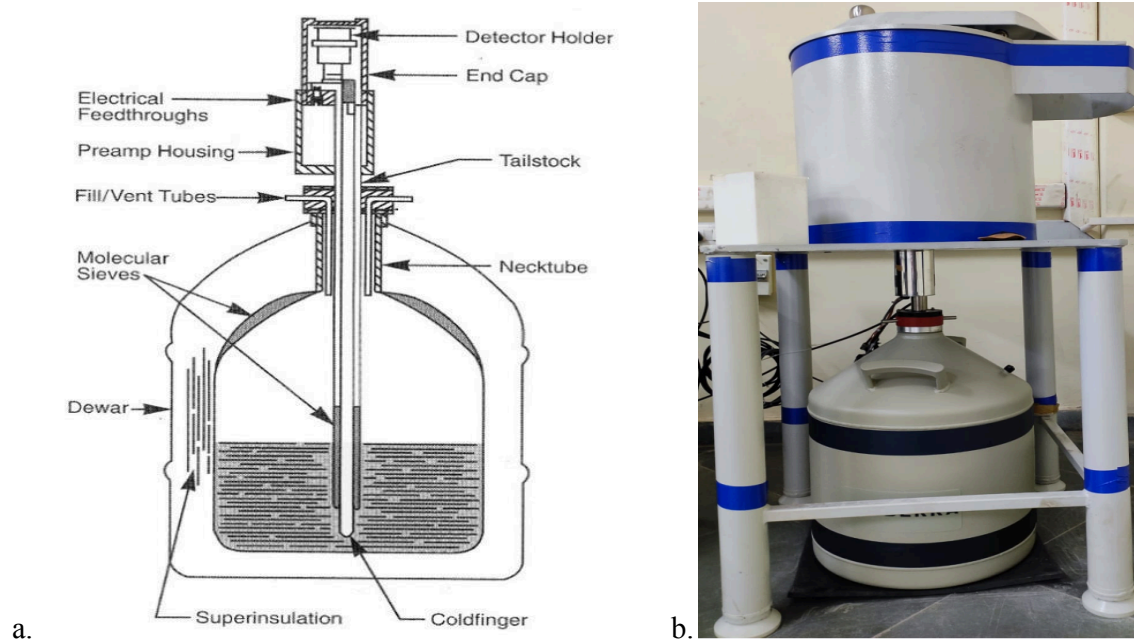 Detector Holder
End Cap
Electrical
Feedthroughs
Preamp Housing
Tailstock
Fill/Vent Tubes
Molecular
Sieves
Necktube
Dewar
Superinsulation
Coldfinger
a.
b.